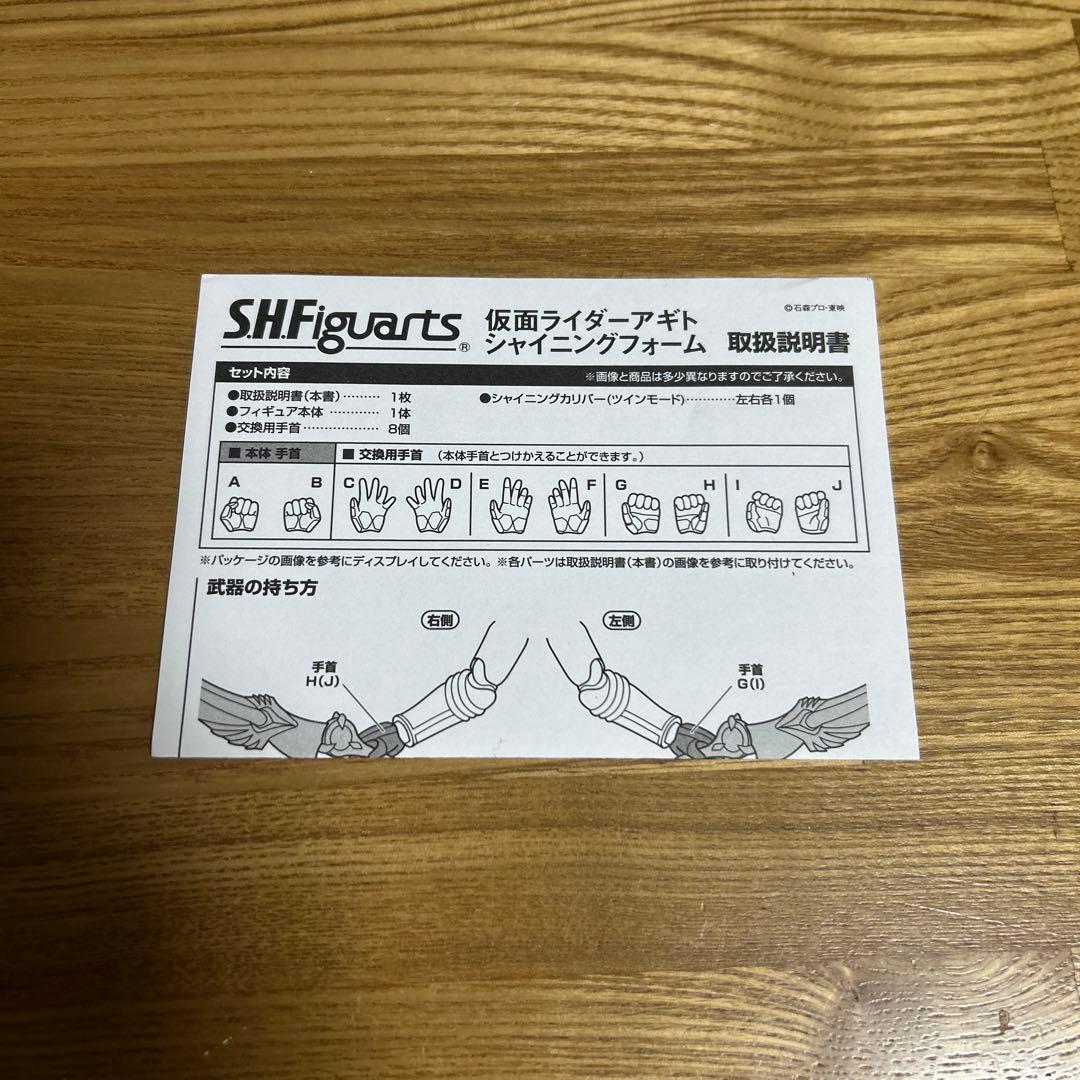 S.H.Figuarts®
仮面ライダーアギト
シャイニングフォーム 取扱説明書
©石森プロ・東映
セット内容
※画像と商品は多少異なりますのでご了承ください。
●取扱説明書(本書)‥‥‥‥ 1枚
●フィギュア本体 ‥‥‥‥‥ 1体
●交換用手首 ‥‥‥‥‥‥ 8個
●シャイニングカリバー(ツインモード)‥‥‥‥左右各1個
■ 本体 手首
■ 交換用手首 (本体手首とつけかえることができます。)
A B C D E F G H I J
※パッケージの画像を参考にディスプレイしてください。※各パーツは取扱説明書(本書)の画像を参考に取り付けてください。
武器の持ち方
右側 左側
手首
H(J)
手首
G(I)